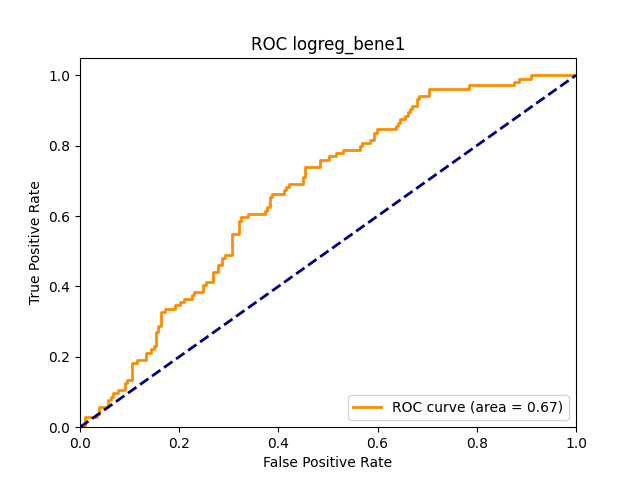 ROC logreg_bene1
True Positive Rate
1.0
0.8
0.6
0.4
0.2
0.0
ROC curve (area = 0.67)
0.0 0.2 0.4 0.6 0.8 1.0
False Positive Rate